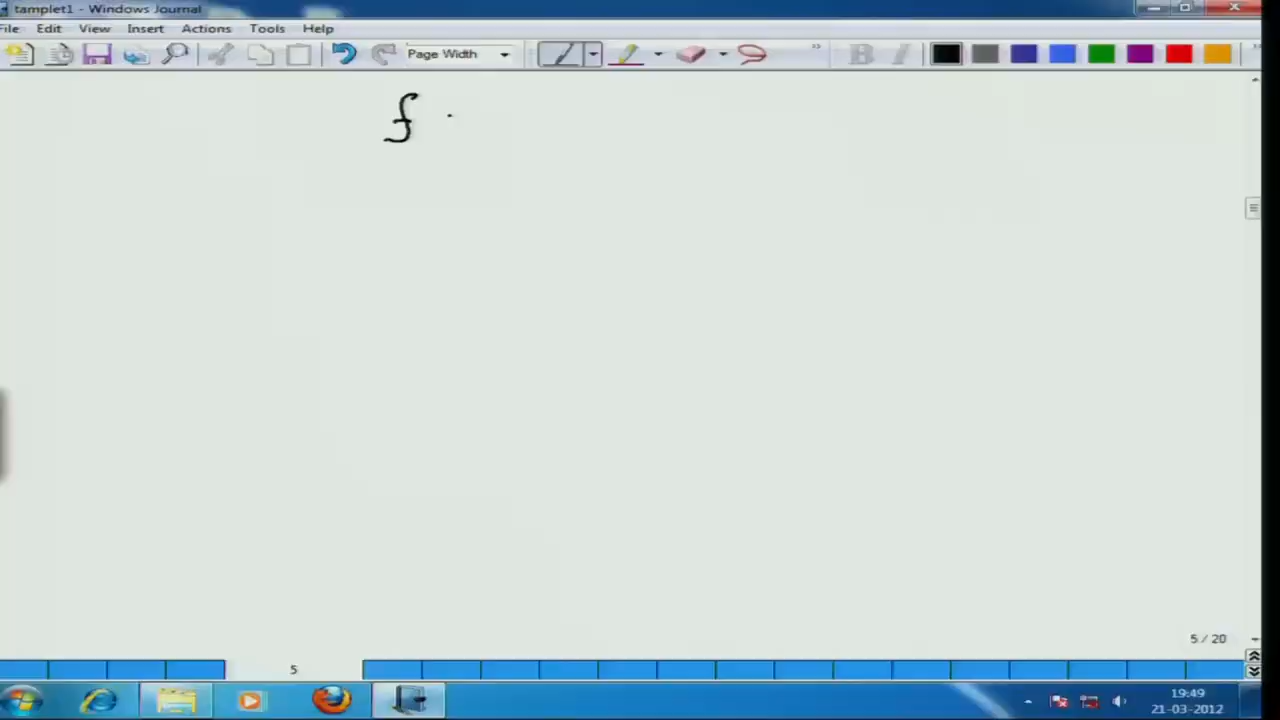 tamplet1 - Windows Journal
File Edit View Insert Actions Tools Help
Page Width B I
f .
5 / 20
5
19:49
21-03-2012